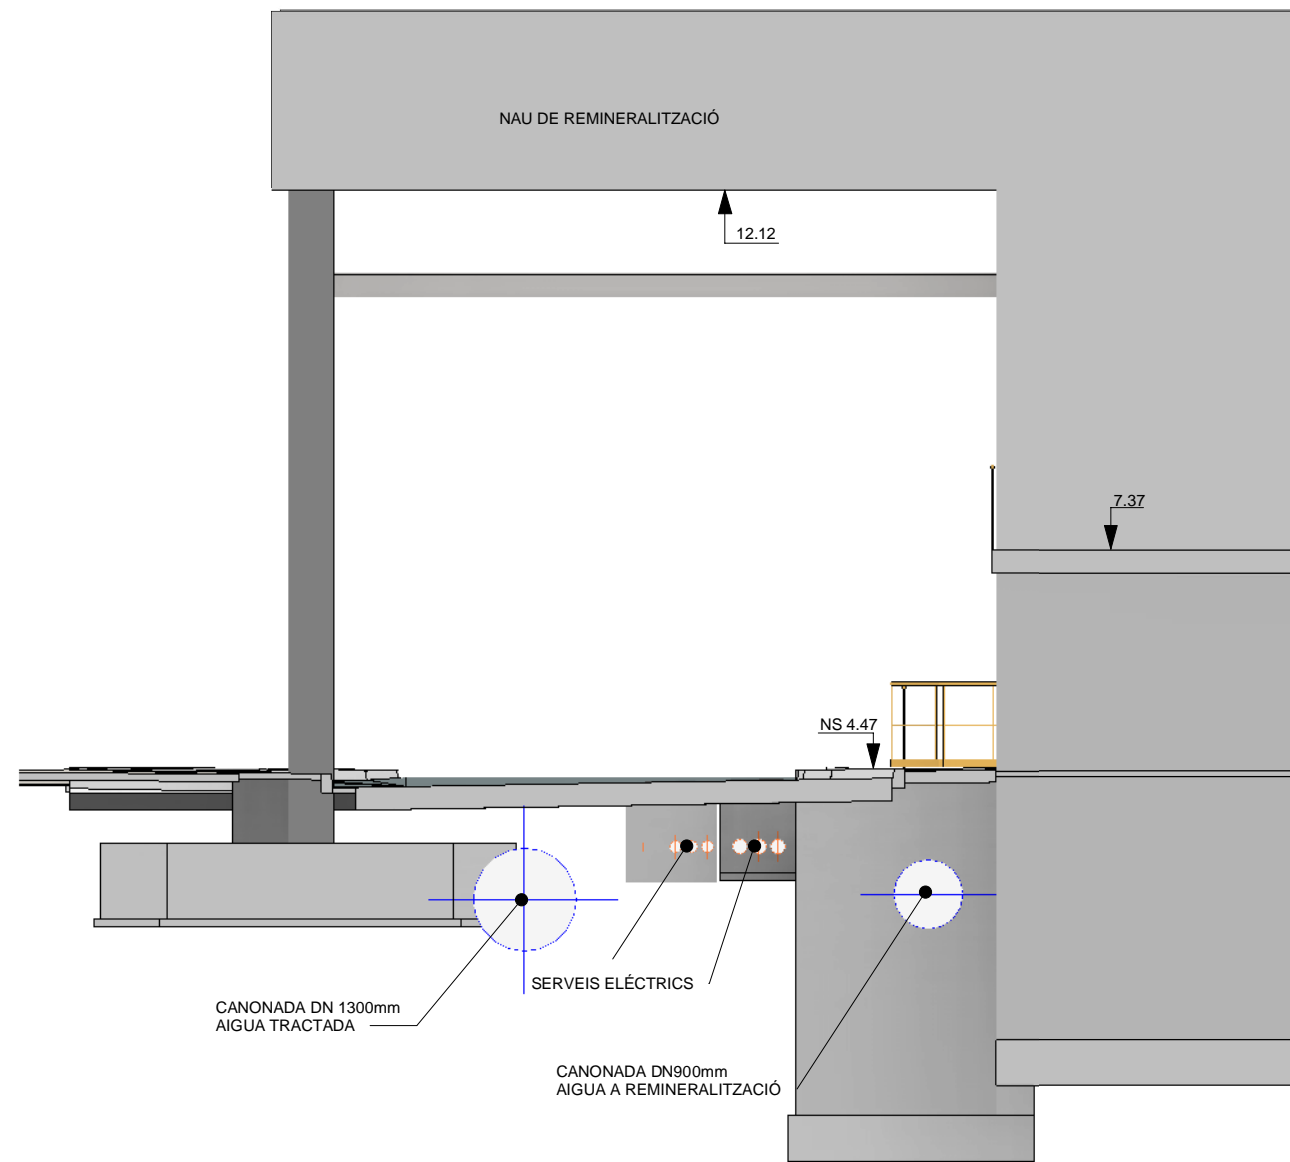 NAU DE REMINERALITZACIÓ
12.12
7.37
NS 4.47
SERVEIS ELÉCTRICS
CANONADA DN 1300mm
AIGUA TRACTADA
CANONADA DN900mm
AIGUA A REMINERALITZACIÓ